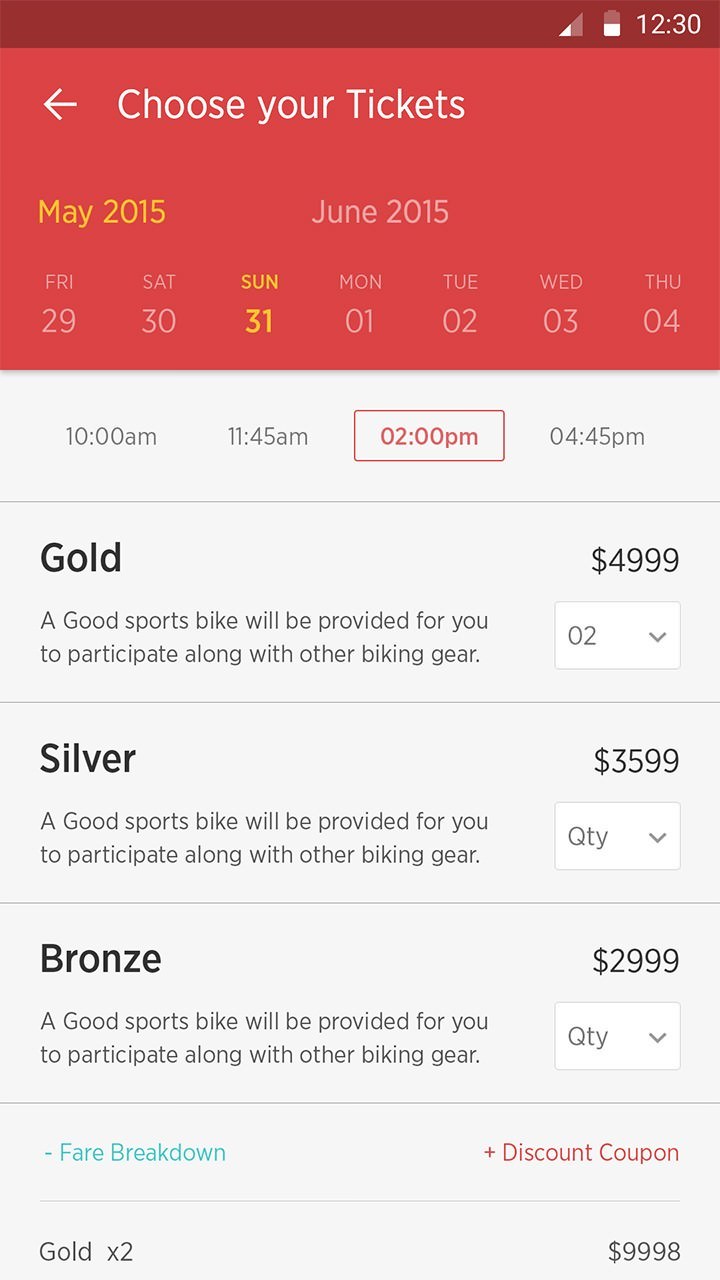 12:30
Choose your Tickets
May 2015 June 2015
FRI SAT SUN MON TUE WED THU
29 30 31 01 02 03 04
10:00am 11:45am 02:00pm 04:45pm
Gold $4999
A Good sports bike will be provided for you
to participate along with other biking gear.
02
Silver $3599
A Good sports bike will be provided for you
to participate along with other biking gear.
Qty
Bronze $2999
A Good sports bike will be provided for you
to participate along with other biking gear.
Qty
- Fare Breakdown + Discount Coupon
Gold x2 $9998